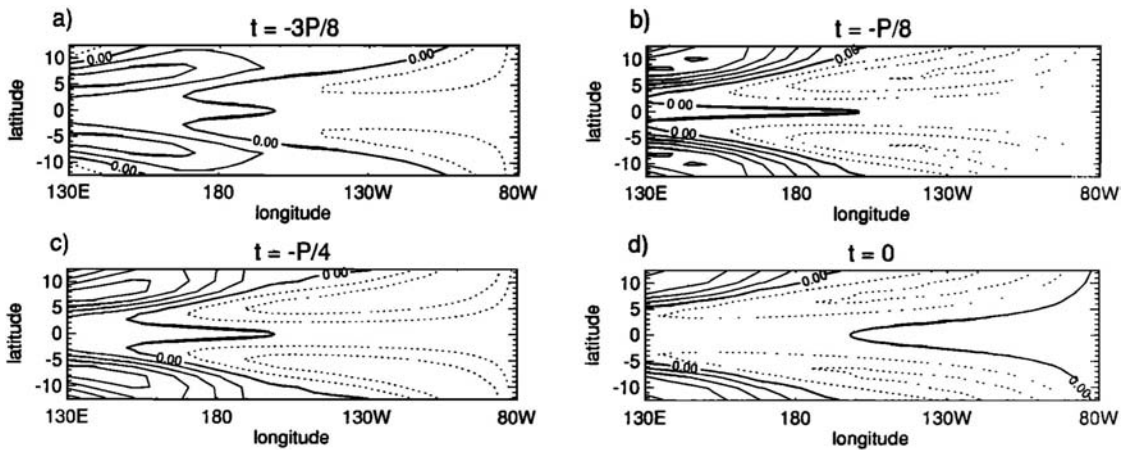 a)
t = -3P/8
0.00
0.00
0.00
0.00
latitude
10
5
0
-5
-10
130E
180
130W
80W
longitude
b)
t = -P/8
0.00
0.00
0.00
latitude
10
5
0
-5
-10
130E
180
130W
80W
longitude
c)
t = -P/4
0.00
0.00
latitude
10
5
0
-5
-10
130E
180
130W
80W
longitude
d)
t = 0
0.00
0.00
latitude
10
5
0
-5
-10
130E
180
130W
80W
longitude